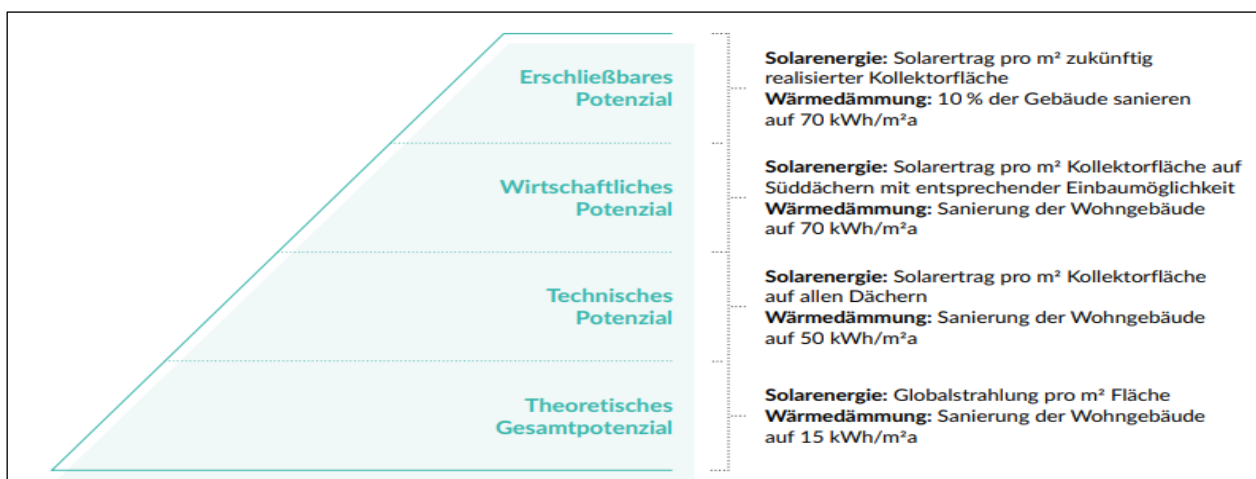 Erschließbares
Potenzial
Solarenergie: Solarertrag pro m² zukünftig
realisierter Kollektorfläche
Wärmedämmung: 10 % der Gebäude sanieren
auf 70 kWh/m²a
Wirtschaftliches
Potenzial
Solarenergie: Solarertrag pro m² Kollektorfläche auf
Süddächern mit entsprechender Einbaumöglichkeit
Wärmedämmung: Sanierung der Wohngebäude
auf 70 kWh/m²a
Technisches
Potenzial
Solarenergie: Solarertrag pro m² Kollektorfläche
auf allen Dächern
Wärmedämmung: Sanierung der Wohngebäude
auf 50 kWh/m²a
Theoretisches
Gesamtpotenzial
Solarenergie: Globalstrahlung pro m² Fläche
Wärmedämmung: Sanierung der Wohngebäude
auf 15 kWh/m²a